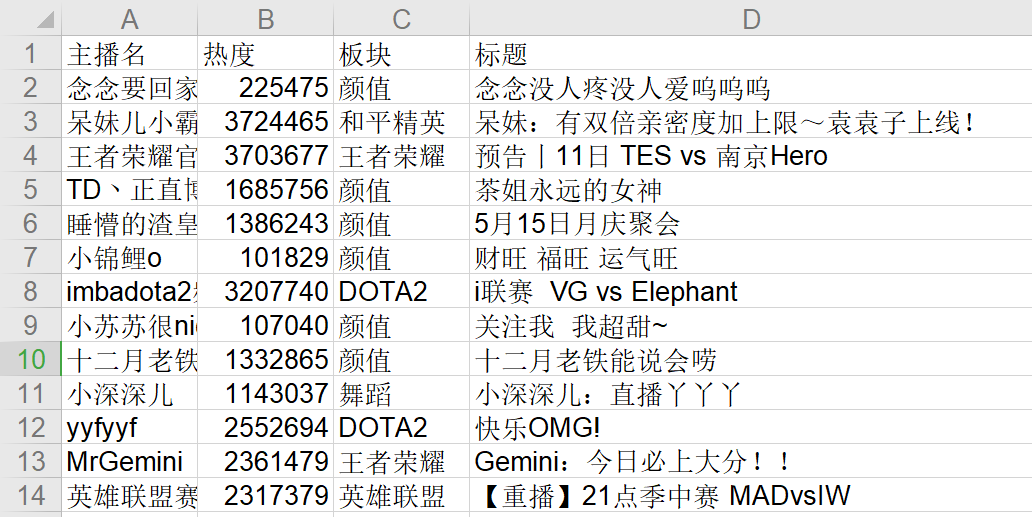 A B C D
1 主播名 热度 板块 标题
2 念念要回家 225475 颜值 念念没人疼没人爱呜呜呜
3 呆妹儿小霸 3724465 和平精英 呆妹：有双倍亲密度加上限～袁袁子上线！
4 王者荣耀官 3703677 王者荣耀 预告丨11日 TES vs 南京Hero
5 TD丶正直博 1685756 颜值 茶姐永远的女神
6 睡懵的渣皇 1386243 颜值 5月15日月庆聚会
7 小锦鲤o 101829 颜值 财旺 福旺 运气旺
8 imbadota2 3207740 DOTA2 i联赛  VG vs Elephant
9 小苏苏很ni 107040 颜值 关注我  我超甜~
10 十二月老铁 1332865 颜值 十二月老铁能说会唠
11 小深深儿 1143037 舞蹈 小深深儿：直播丫丫丫
12 yyfyyf 2552694 DOTA2 快乐OMG!
13 MrGemini 2361479 王者荣耀 Gemini：今日必上大分！！
14 英雄联盟赛 2317379 英雄联盟 【重播】21点季中赛 MADvsIW